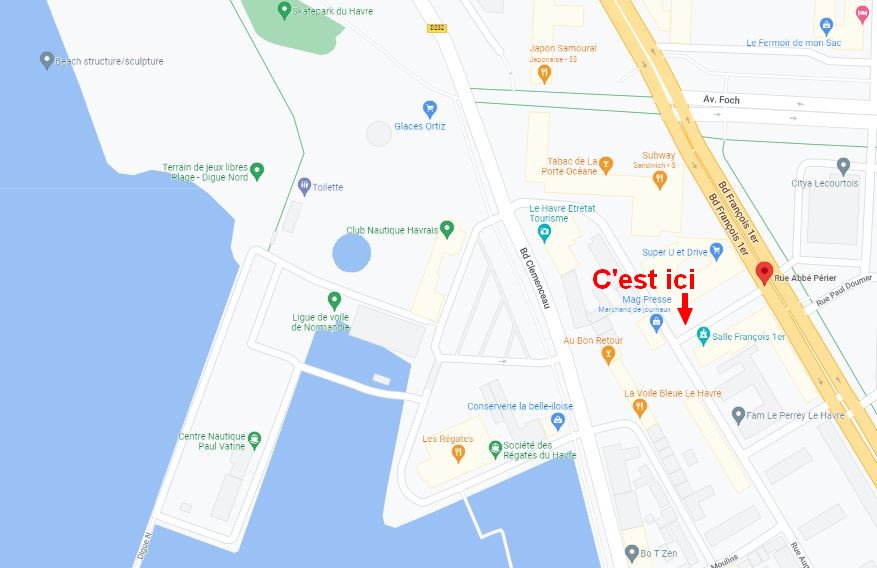 Skatepark du Havre
D232
Le Fermoir de mon Sac
Japon Samouraï
Japonaise • $$
Beach structure/sculpture
Av. Foch
Glaces Ortiz
Tabac de La
Porte Océane
Subway
Sandwich • $
Terrain de jeux libres
Plage - Digue Nord
Toilette
Citya Lecourtois
Bd François 1er
Bd François 1er
Le Havre Etretat
Tourisme
Club Nautique Havrais
Super U et Drive
Bd Clemenceau
C'est ici
Rue Abbé Périer
Rue Paul Doumer
Mag Presse
Marchand de journaux
Ligue de voile
de Normandie
Salle François 1er
Au Bon Retour
La Voile Bleue Le Havre
Conserverie la belle-iloise
Fam Le Perrey Le Havre
Centre Nautique
Paul Vatine
Les Régates
Société des
Régates du Havre
Digue N
Bo T Zen
Moulins
Rue Aug